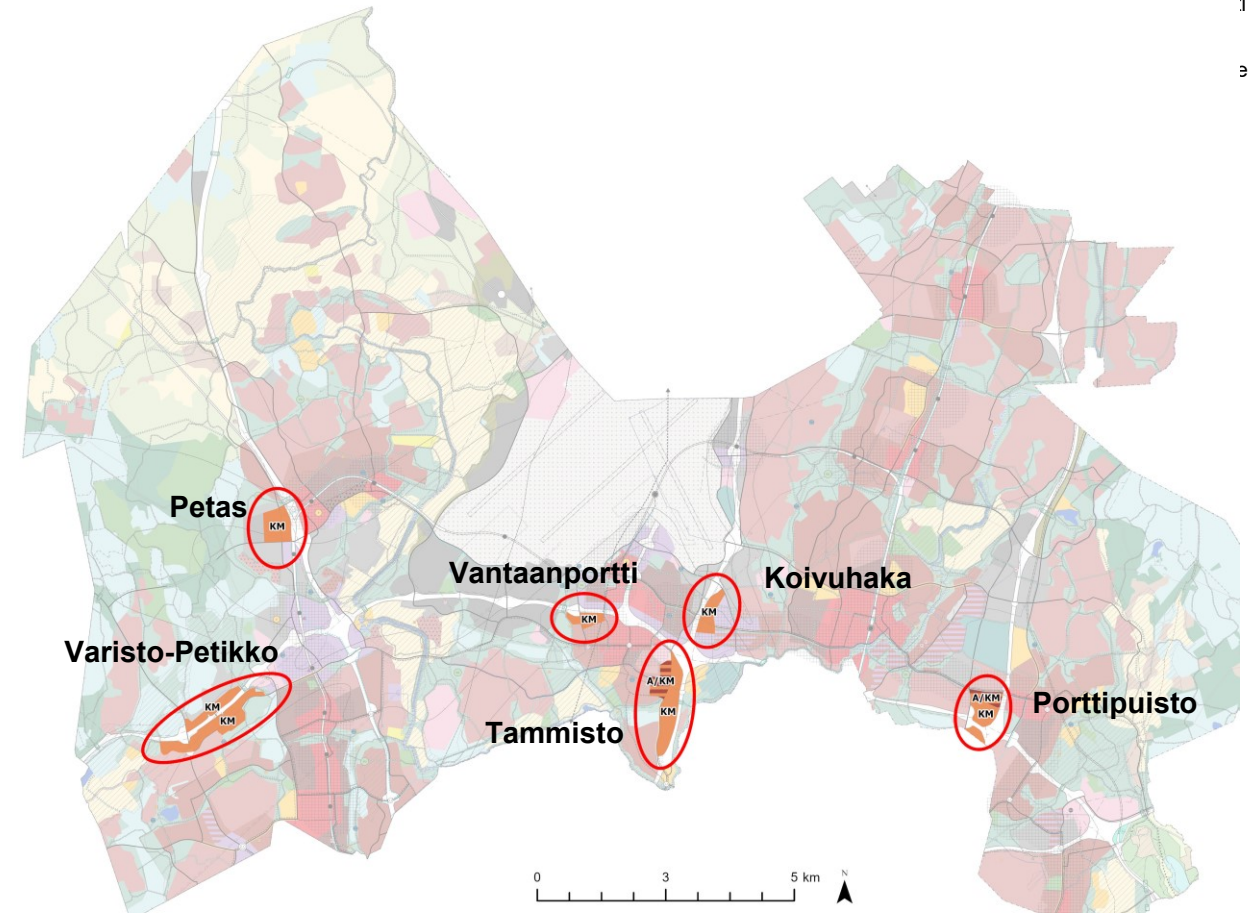 e
Petas
KM
Vantaanportti
KM
Koivuhaka
KM
Varisto-Petikko
KM
KM
A/KM
KM
Tammisto
A/KM
KM
Porttipuisto
0 3 5 km
N